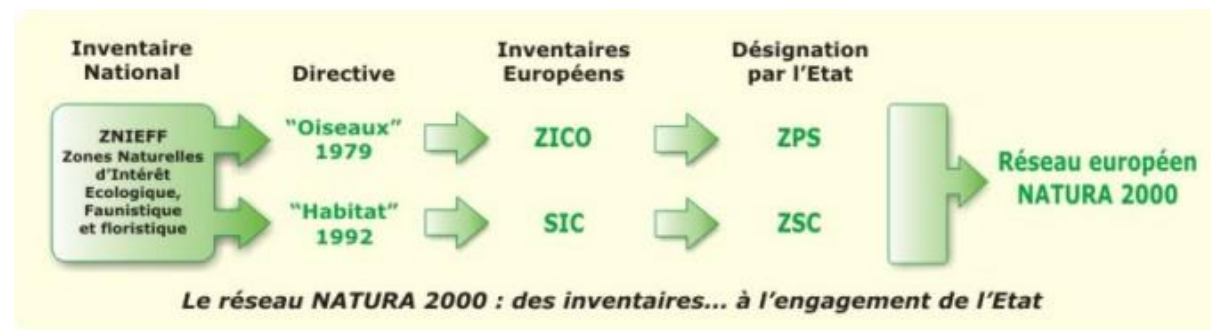 Inventaire
National
Directive
Inventaires
Européens
Désignation
par l'Etat
ZNIEFF
Zones Naturelles
d'Intérêt
Ecologique,
Faunistique
et floristique
"Oiseaux"
1979
ZICO
ZPS
"Habitat"
1992
SIC
ZSC
Réseau européen
NATURA 2000
Le réseau NATURA 2000 : des inventaires... à l'engagement de l'Etat